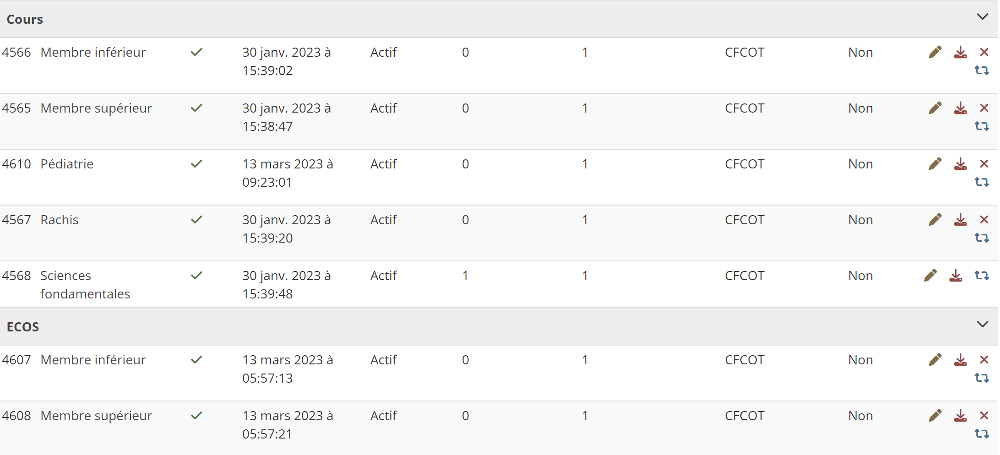 Cours
4566 Membre inférieur 30 janv. 2023 à Actif 0 1 CFCOT Non
15:39:02
4565 Membre supérieur 30 janv. 2023 à Actif 0 1 CFCOT Non
15:38:47
4610 Pédiatrie 13 mars 2023 à Actif 0 1 CFCOT Non
09:23:01
4567 Rachis 30 janv. 2023 à Actif 0 1 CFCOT Non
15:39:20
4568 Sciences 30 janv. 2023 à Actif 1 1 CFCOT Non
fondamentales 15:39:48
ECOS
4607 Membre inférieur 13 mars 2023 à Actif 0 1 CFCOT Non
05:57:13
4608 Membre supérieur 13 mars 2023 à Actif 0 1 CFCOT Non
05:57:21